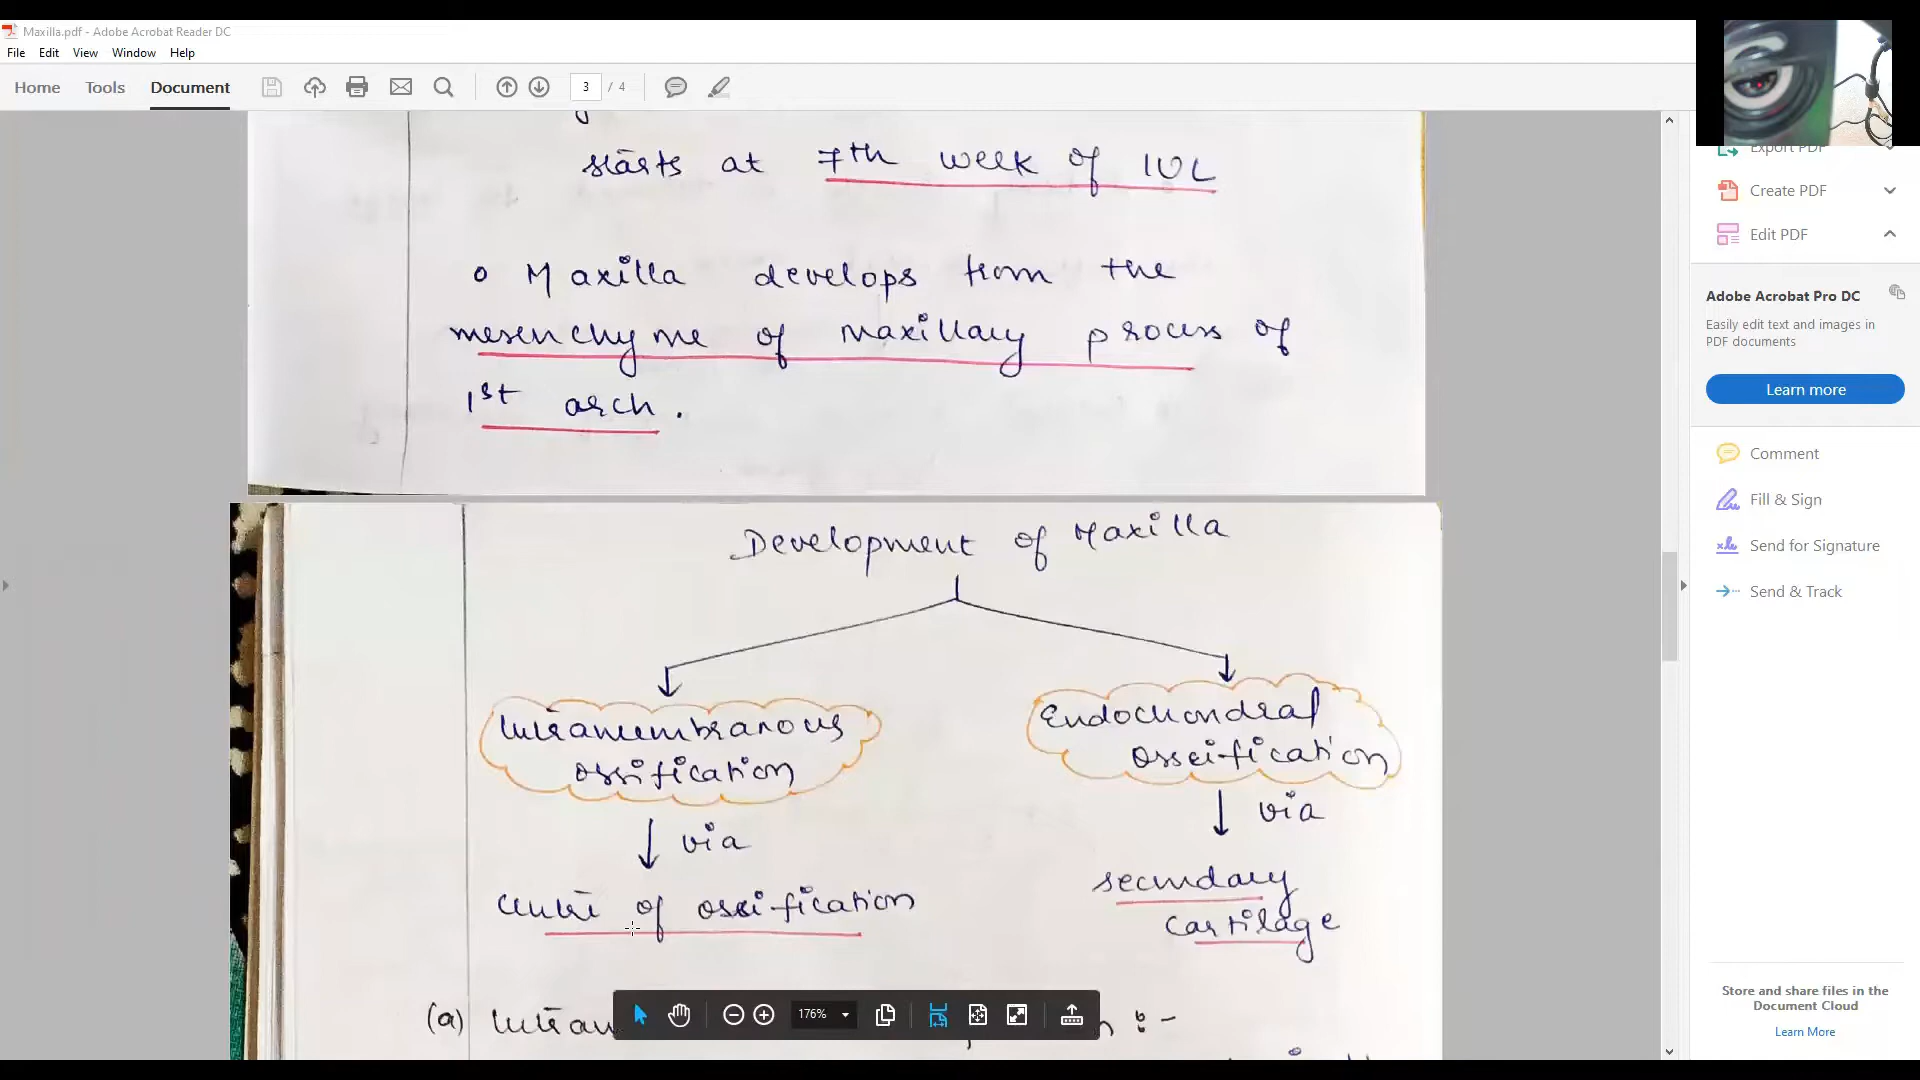 Maxilla.pdf - Adobe Acrobat Reader DC
File Edit View Window Help
Home Tools Document 3 / 4
starts at 7th week of IUL
o Maxilla develops from the
mesenchyme of maxillary process of
1st arch.
Development of Maxilla
Intramembranous
ossification
via
centre of ossification
Endochondral
ossification
via
secondary
cartilage
(a)
:-
176%
Export PDF
Create PDF
Edit PDF
Adobe Acrobat Pro DC
Easily edit text and images in
PDF documents
Learn more
Comment
Fill & Sign
Send for Signature
Send & Track
Store and share files in the
Document Cloud
Learn More